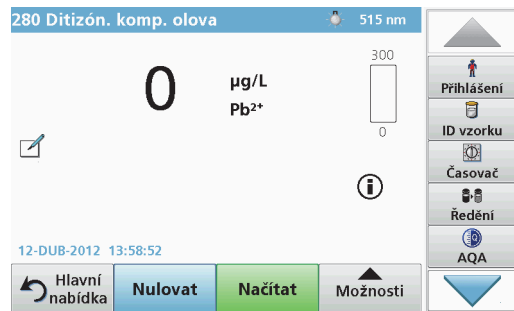 280 Ditizón. komp. olova
515 nm
300
0
µg/L
Pb²⁺
0
12-DUB-2012 13:58:52
Hlavní
nabídka
Nulovat
Načítat
Možnosti
Přihlášení
ID vzorku
Časovač
Ředění
AQA